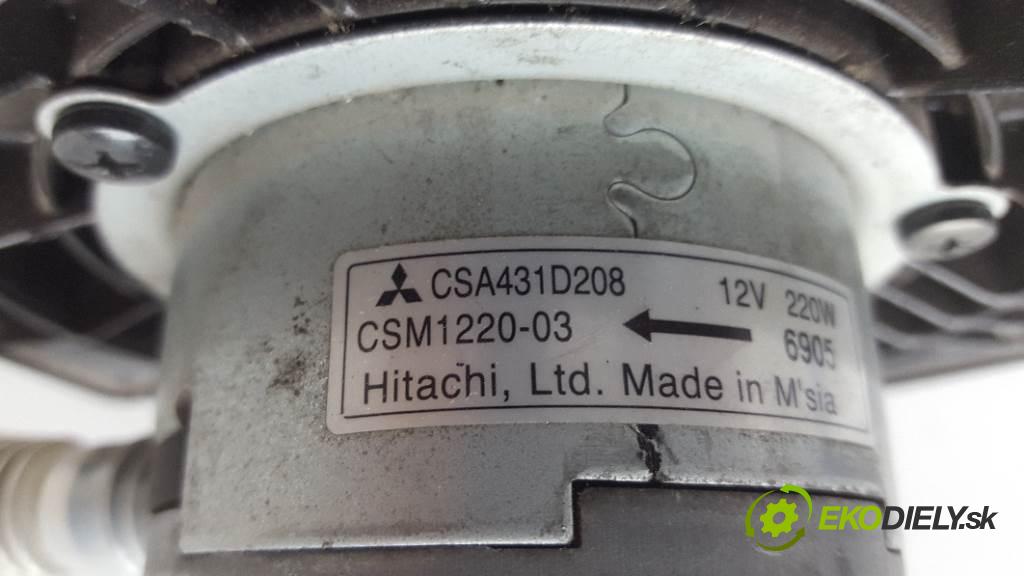 CSA431D208 12V 220W
CSM1220-03 6905
Hitachi, Ltd. Made in M'sia
EKODIELY.sk